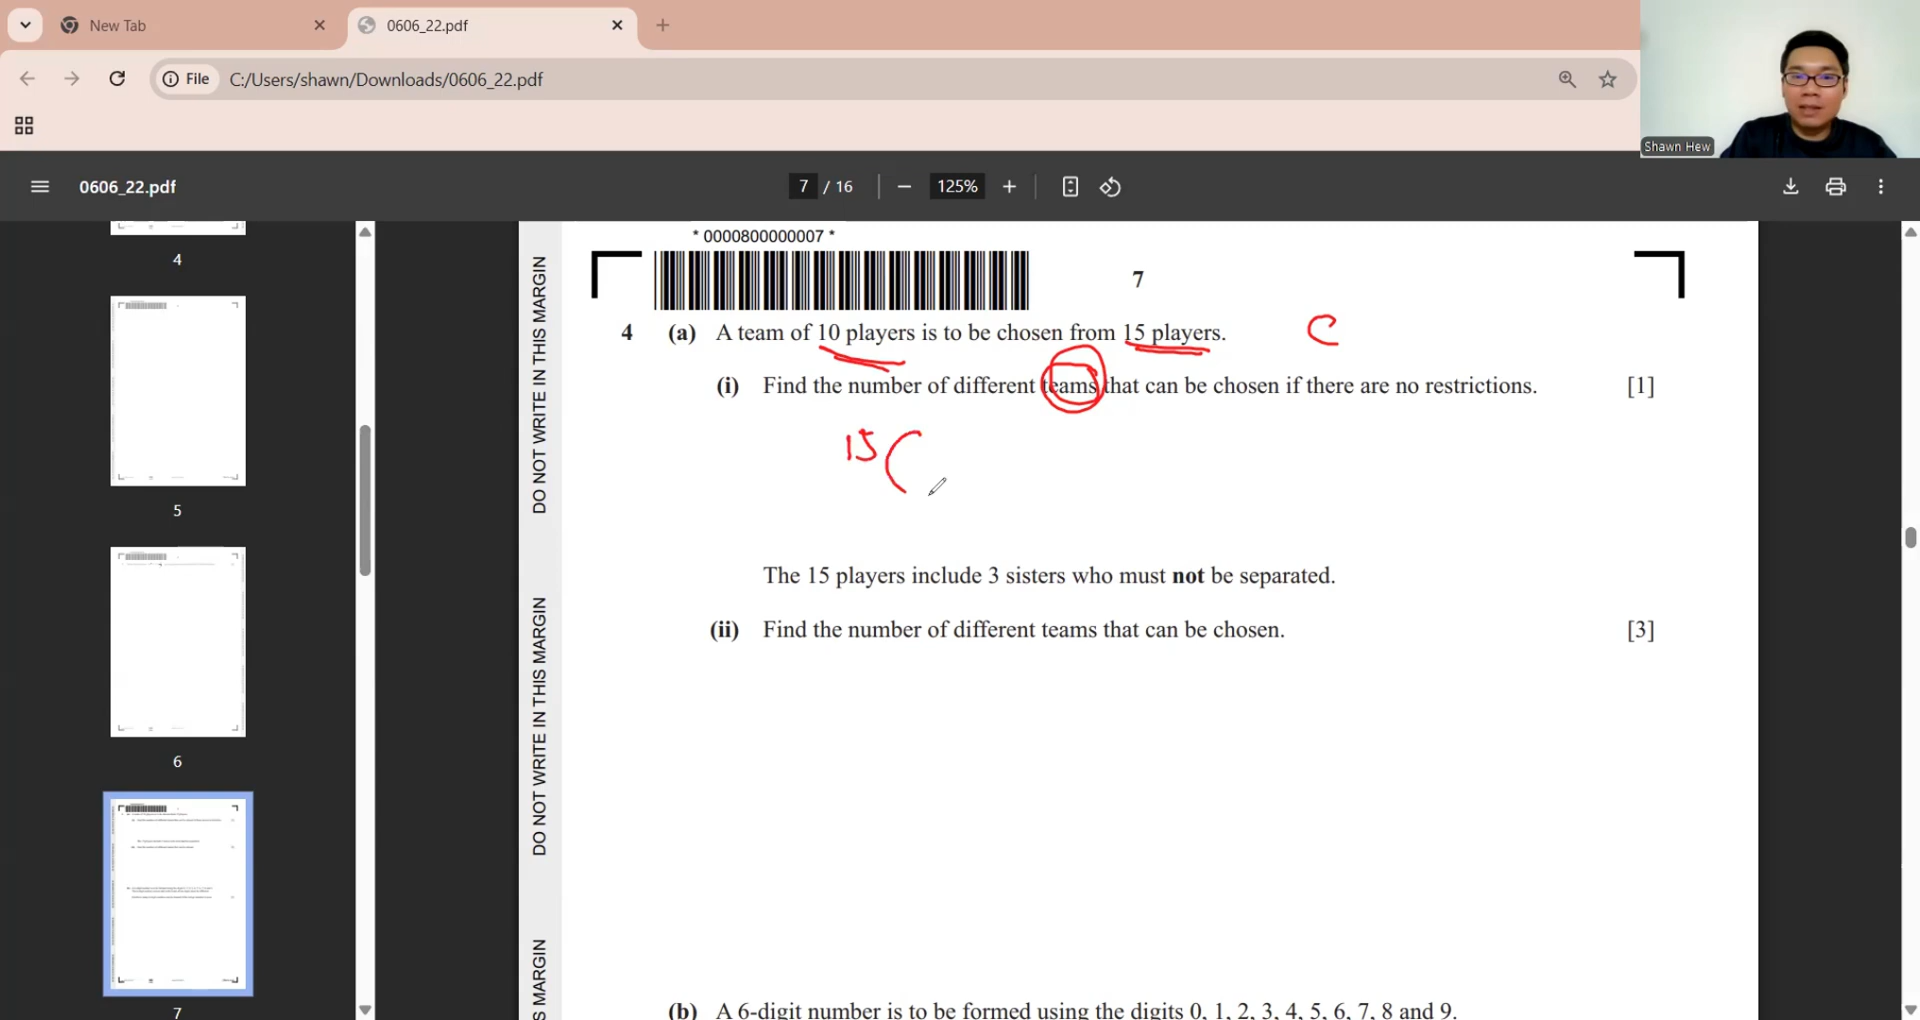 New Tab
0606_22.pdf
File C:/Users/shawn/Downloads/0606_22.pdf
Shawn Hew
0606_22.pdf
7 / 16
125%
4
5
6
7
DO NOT WRITE IN THIS MARGIN
DO NOT WRITE IN THIS MARGIN
S MARGIN
* 0000800000007 *
7
4 (a) A team of 10 players is to be chosen from 15 players. C
(i) Find the number of different teams that can be chosen if there are no restrictions. [1]
15 C
The 15 players include 3 sisters who must not be separated.
(ii) Find the number of different teams that can be chosen. [3]
(b) A 6-digit number is to be formed using the digits 0, 1, 2, 3, 4, 5, 6, 7, 8 and 9.